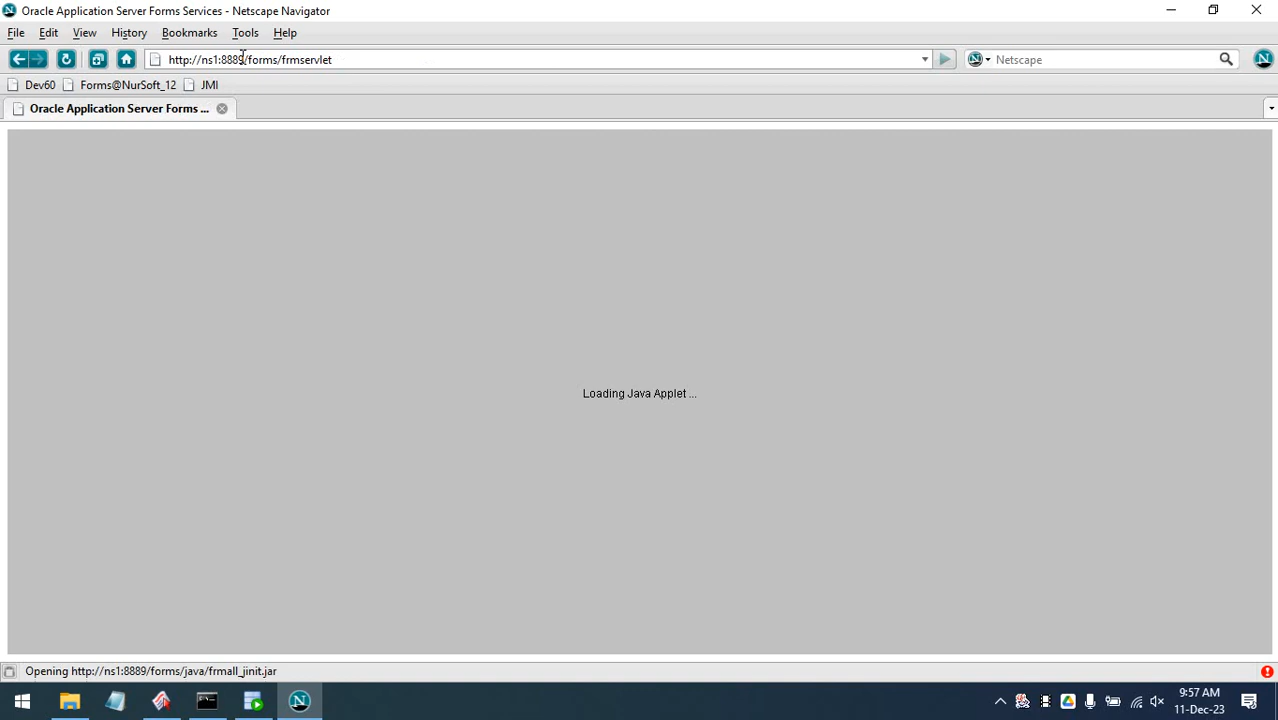 Oracle Application Server Forms Services - Netscape Navigator
File Edit View History Bookmarks Tools Help
http://ns1:8889/forms/frmservlet
Netscape
Dev60 Forms@NurSoft_12 JMI
Oracle Application Server Forms ...
Loading Java Applet ...
Opening http://ns1:8889/forms/java/frmall_jinit.jar
9:57 AM
11-Dec-23